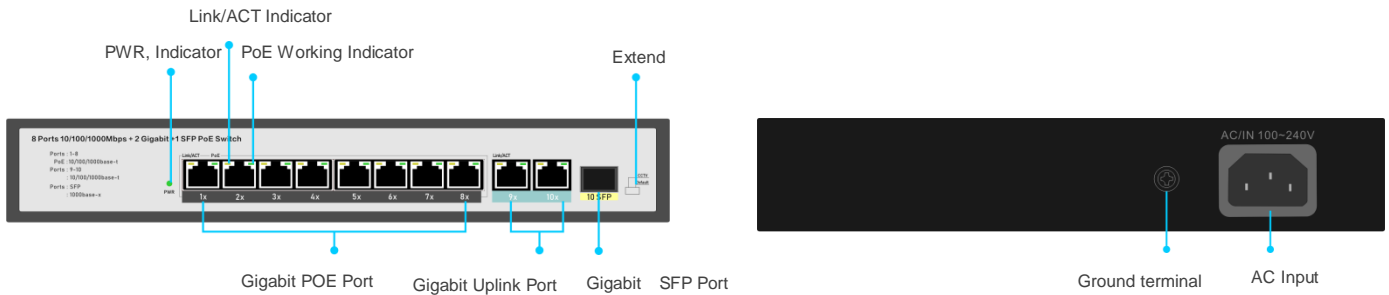 Link/ACT Indicator
PWR, Indicator
PoE Working Indicator
Extend
8 Ports 10/100/1000Mbps + 2 Gigabit +1 SFP PoE Switch
Ports : 1-8
PoE : 10/100/1000base-t
Ports : 9-10
: 10/100/1000base-t
Ports : SFP
: 1000base-x
PWR
Link/ACT PoE
Link/ACT
CCTV
Default
1x 2x 3x 4x 5x 6x 7x 8x 9x 10x 10 SFP
Gigabit POE Port
Gigabit Uplink Port
Gigabit SFP Port
AC/IN 100~240V
Ground terminal
AC Input